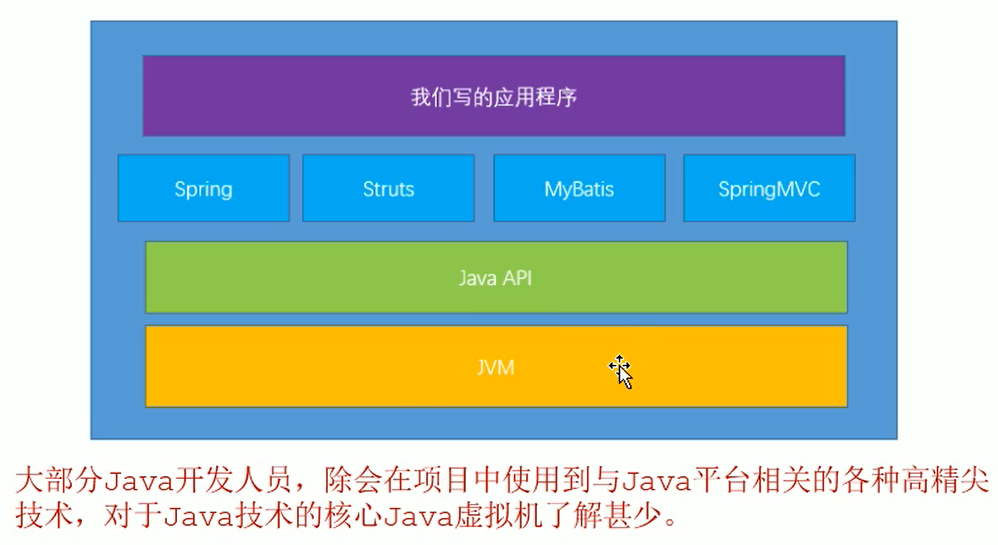 我们写的应用程序
Spring Struts MyBatis SpringMVC
Java API
JVM
大部分Java开发人员，除会在项目中使用到与Java平台相关的各种高精尖
技术，对于Java技术的核心Java虚拟机了解甚少。